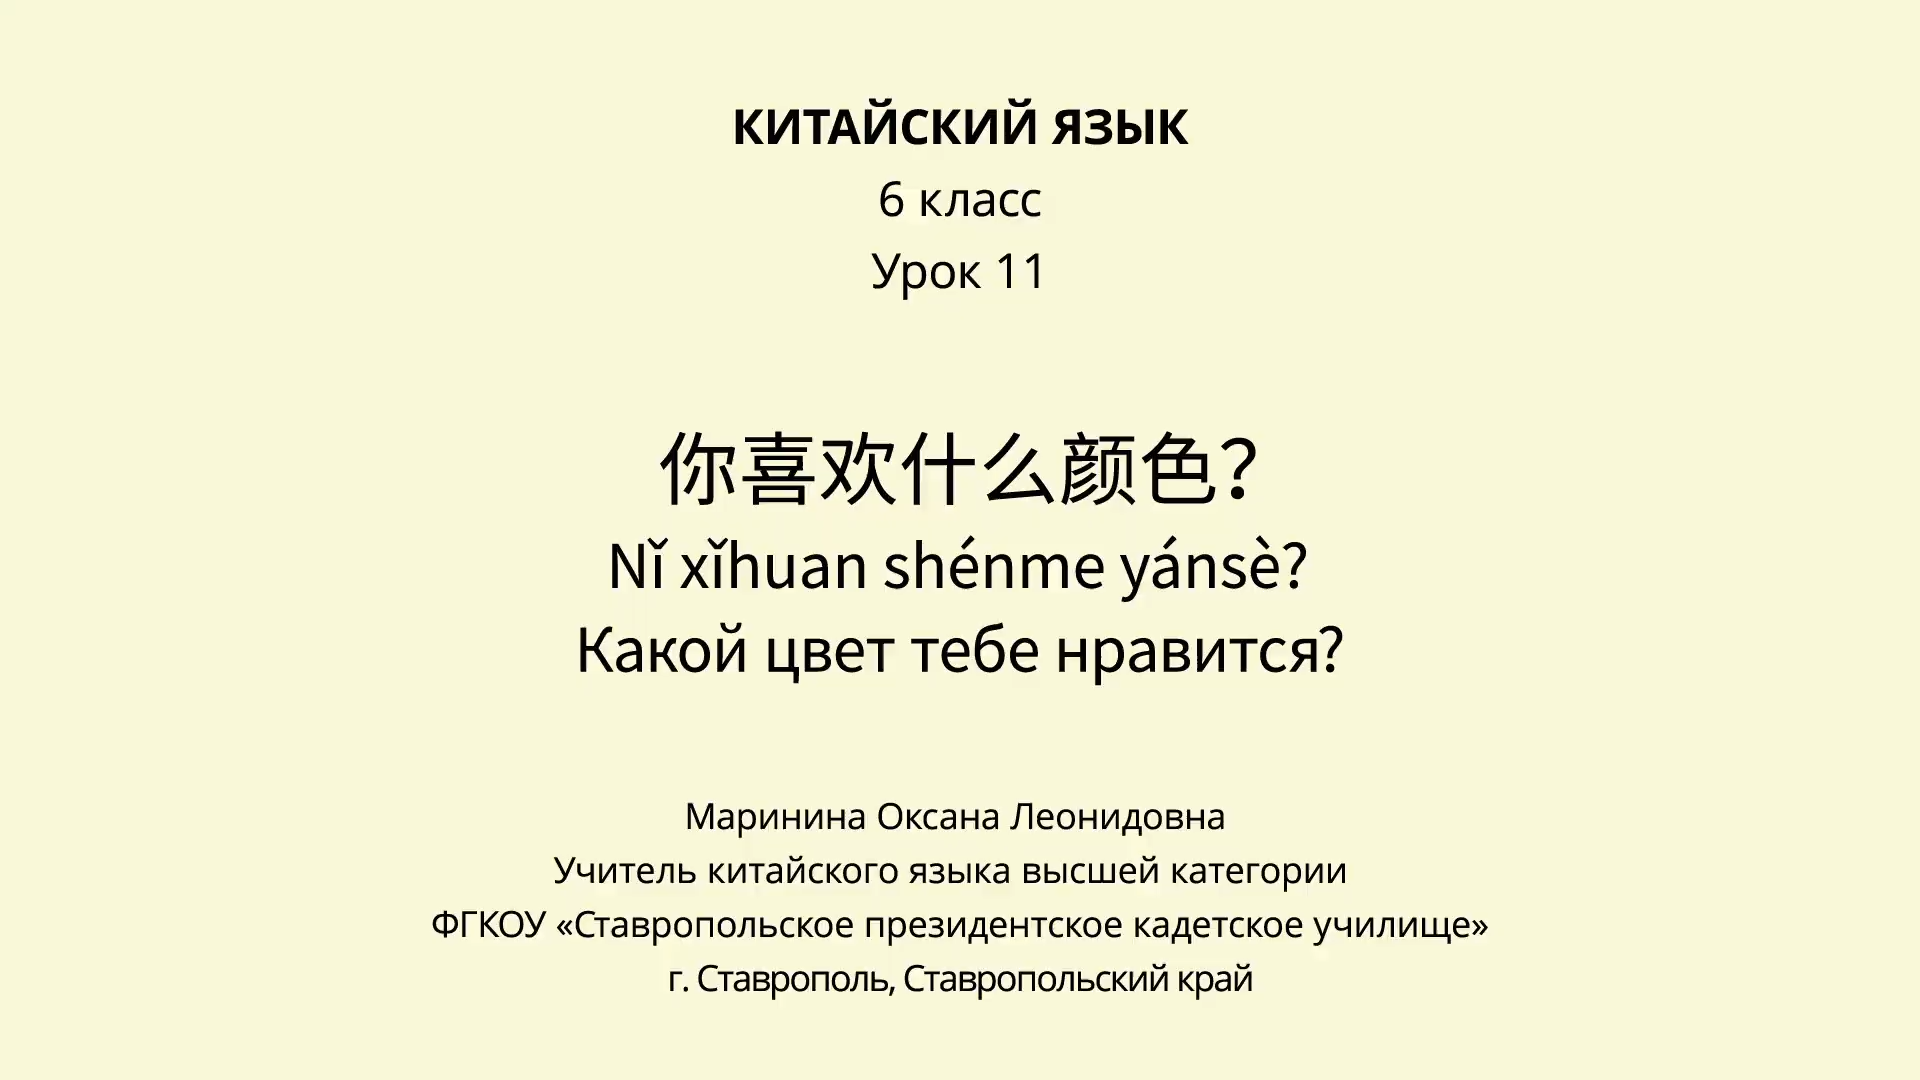 КИТАЙСКИЙ ЯЗЫК
6 класс
Урок 11
你喜欢什么颜色?
Nǐ xǐhuan shénme yánsè?
Какой цвет тебе нравится?
Маринина Оксана Леонидовна
Учитель китайского языка высшей категории
ФГКОУ «Ставропольское президентское кадетское училище»
г. Ставрополь, Ставропольский край